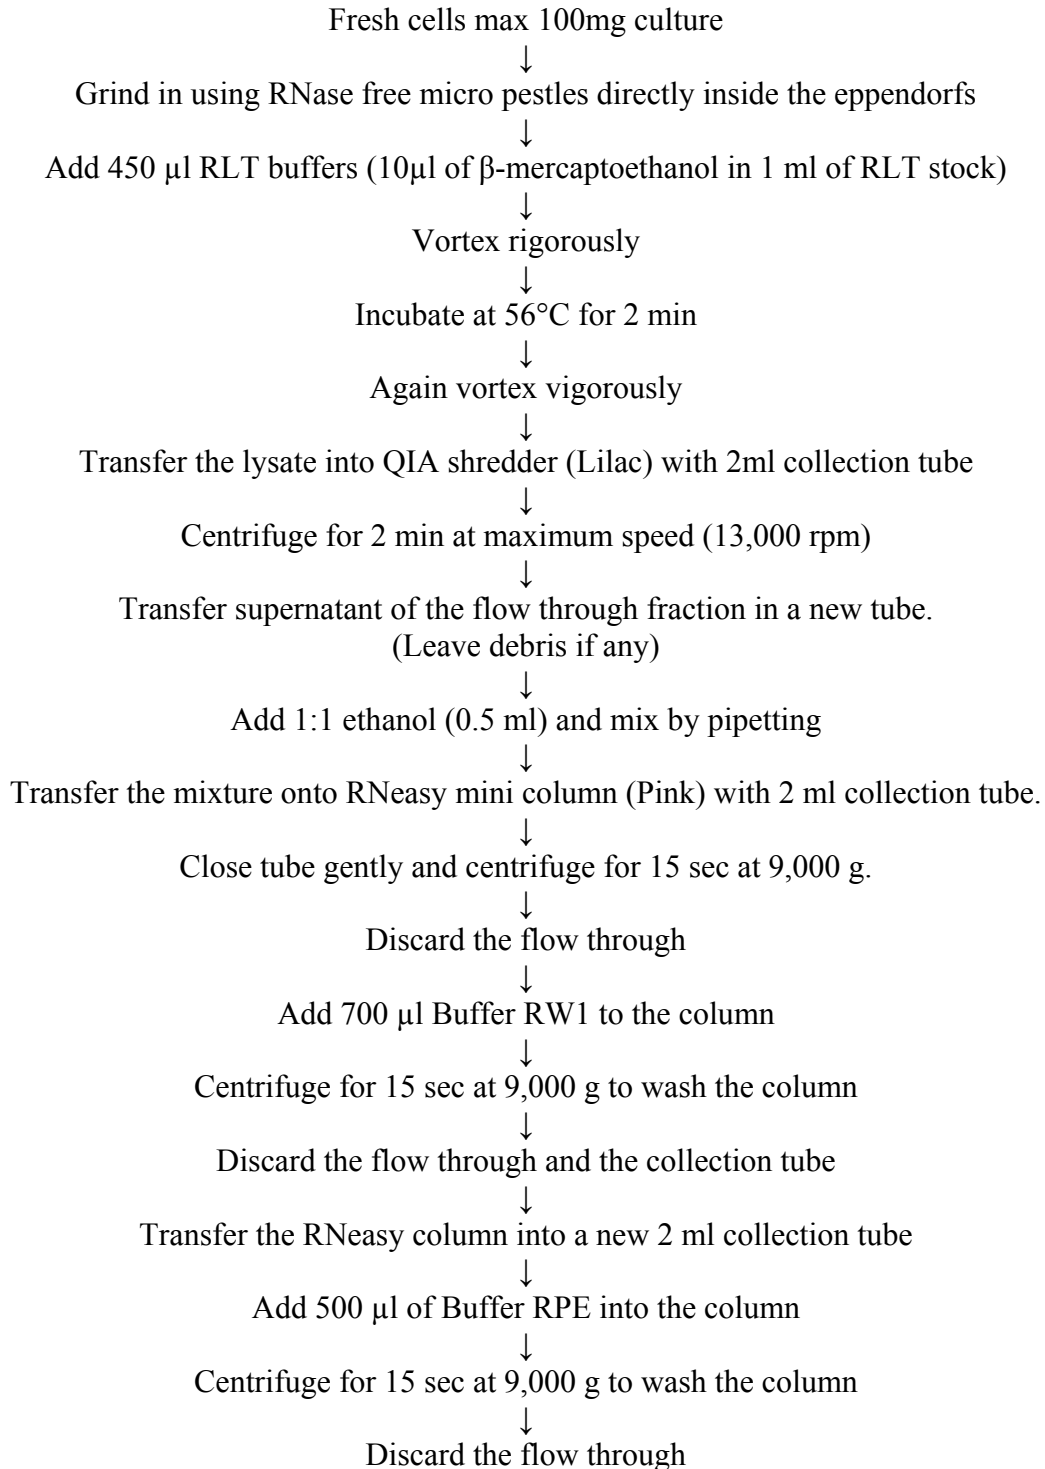 Fresh cells max 100mg culture
↓
Grind in using RNase free micro pestles directly inside the eppendorfs
↓
Add 450 µl RLT buffers (10µl of β-mercaptoethanol in 1 ml of RLT stock)
↓
Vortex rigorously
↓
Incubate at 56°C for 2 min
↓
Again vortex vigorously
↓
Transfer the lysate into QIA shredder (Lilac) with 2ml collection tube
↓
Centrifuge for 2 min at maximum speed (13,000 rpm)
↓
Transfer supernatant of the flow through fraction in a new tube.
(Leave debris if any)
↓
Add 1:1 ethanol (0.5 ml) and mix by pipetting
↓
Transfer the mixture onto RNeasy mini column (Pink) with 2 ml collection tube.
↓
Close tube gently and centrifuge for 15 sec at 9,000 g.
↓
Discard the flow through
↓
Add 700 µl Buffer RW1 to the column
↓
Centrifuge for 15 sec at 9,000 g to wash the column
↓
Discard the flow through and the collection tube
↓
Transfer the RNeasy column into a new 2 ml collection tube
↓
Add 500 µl of Buffer RPE into the column
↓
Centrifuge for 15 sec at 9,000 g to wash the column
↓
Discard the flow through